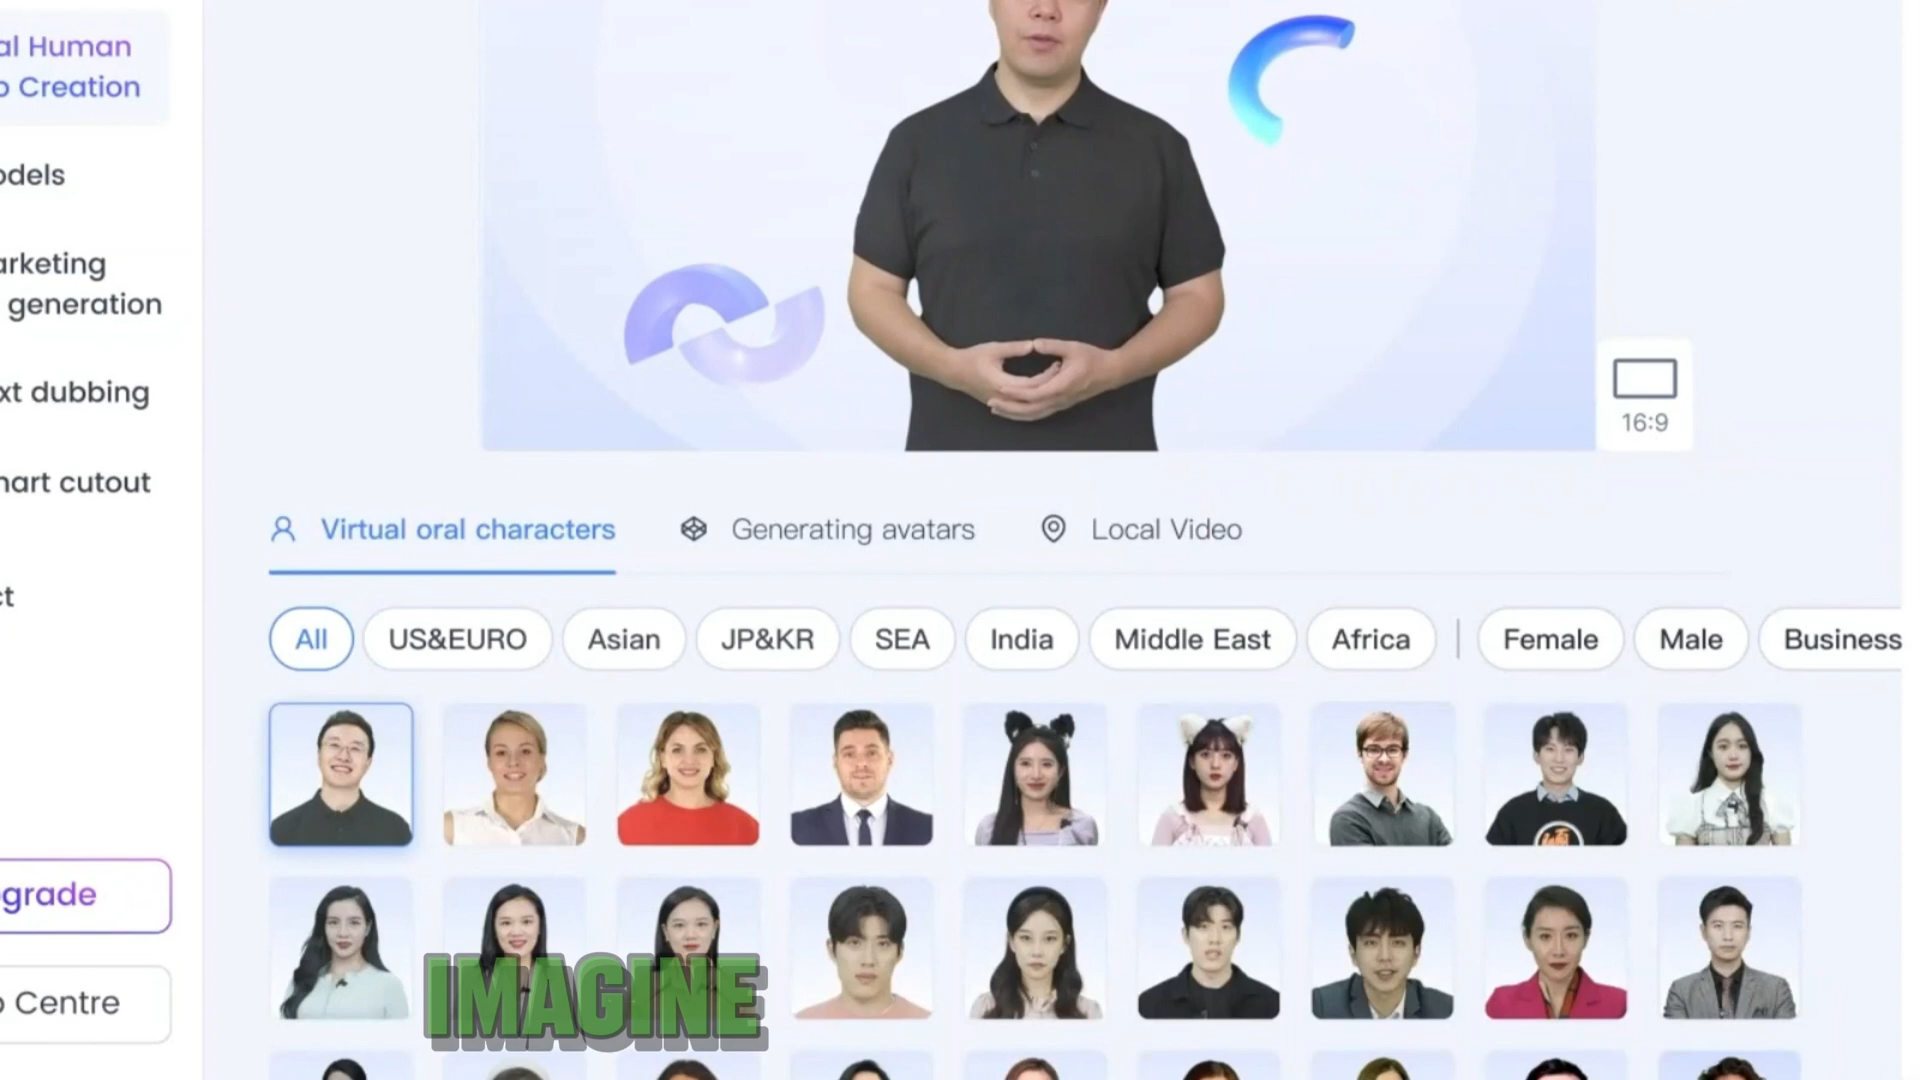 al Human
o Creation
odels
arketing
generation
xt dubbing
nart cutout
ct
grade
o Centre
16:9
Virtual oral characters
Generating avatars
Local Video
All
US&EURO
Asian
JP&KR
SEA
India
Middle East
Africa
Female
Male
Business
IMAGINE